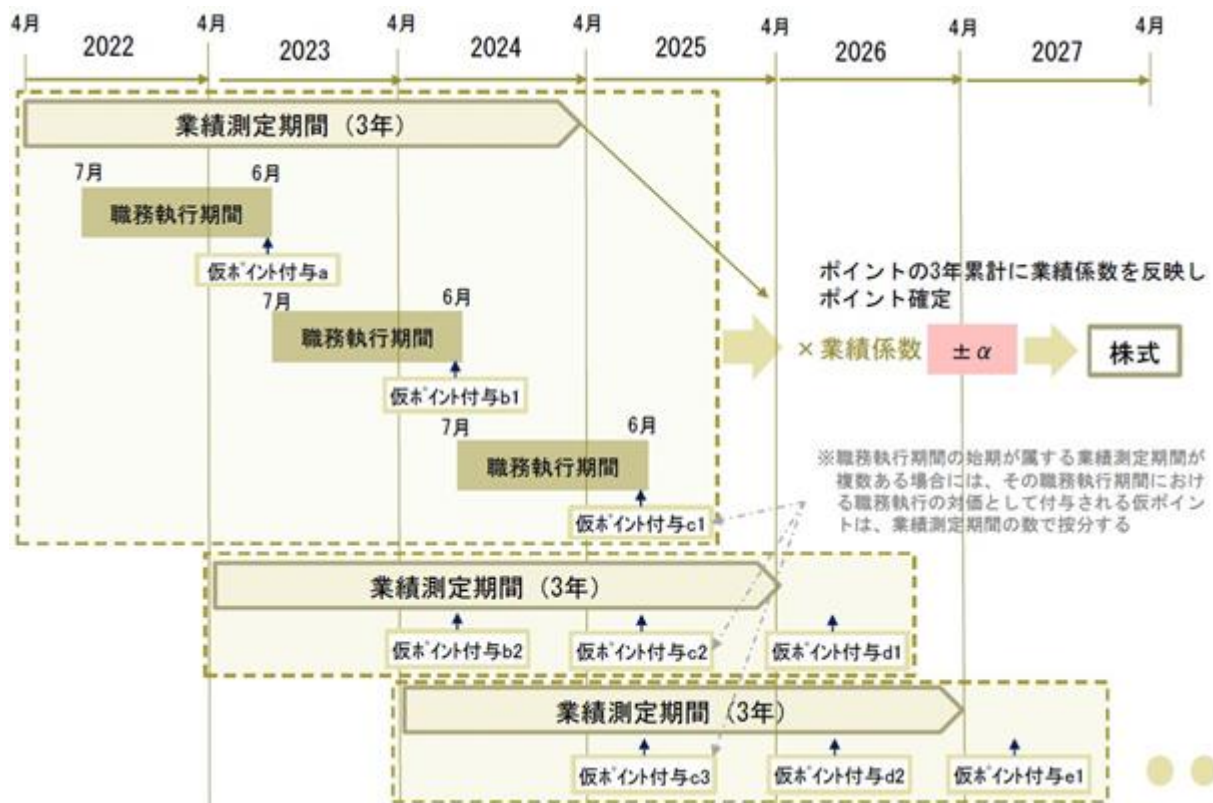 4月 4月 4月 4月 4月 4月 4月
2022 2023 2024 2025 2026 2027
業績測定期間(3年)
7月 6月
職務執行期間
仮ポイント付与a
7月 6月
職務執行期間
仮ポイント付与b1
7月 6月
職務執行期間
仮ポイント付与c1
ポイントの3年累計に業績係数を反映し
ポイント確定
×業績係数 ±α 株式
※職務執行期間の始期が属する業績測定期間が
複数ある場合には、その職務執行期間におけ
る職務執行の対価として付与される仮ポイン
トは、業績測定期間の数で按分する
業績測定期間(3年)
仮ポイント付与b2 仮ポイント付与c2 仮ポイント付与d1
業績測定期間(3年)
仮ポイント付与c3 仮ポイント付与d2 仮ポイント付与e1